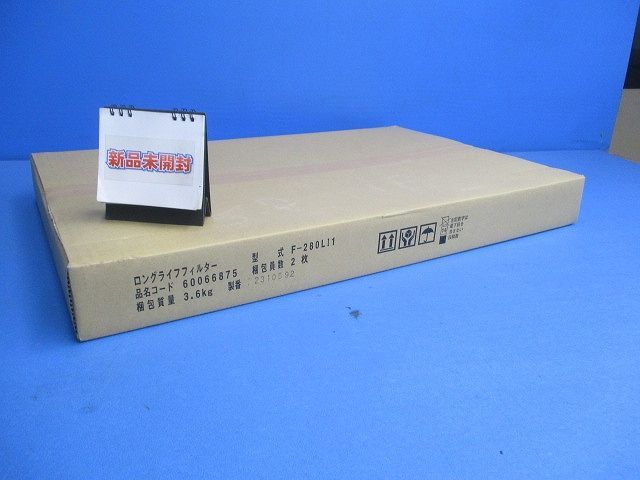 新品未開封
ロングライフフィルター
型式 F-280LI1
品名コード 60066875
梱包員数 2 枚
梱包質量 3.6kg
製番 2310592